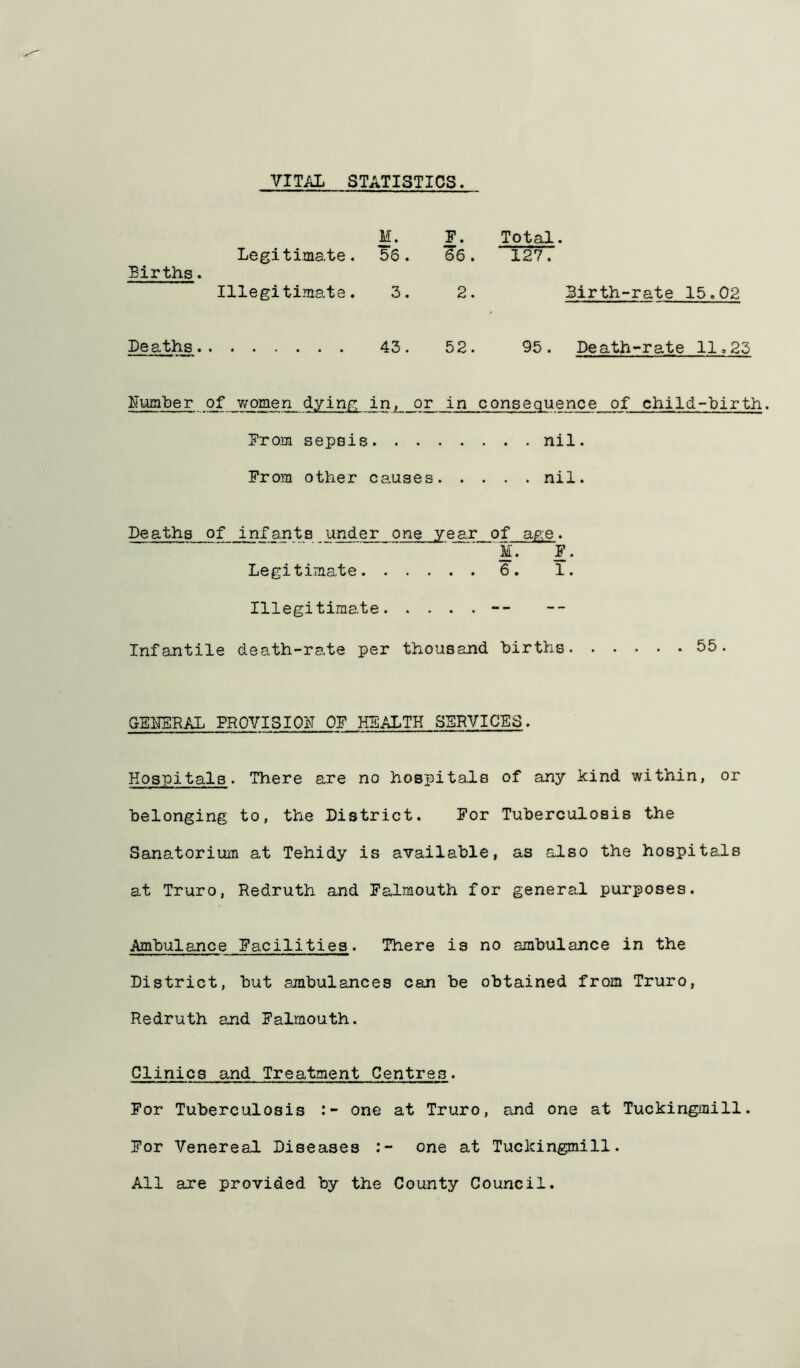 VITAL STATISTICS.
M. F. Total.
Legitimate. 56. 66. 127.
Births.
Illegitimate. 3. 2. Birth-rate 15.02
Deaths........ 43. 52. 95. Death-rate 11.23
Number of women dying in, or in consequence of child-birth.
From sepsis........ nil.
From other causes..... nil.
Deaths of infants under one year of age.
M. F.
Legitimate...... 6. 1.
Illegitimate..... -- --
Infantile death-rate per thousand births...... 55.
GENERAL PROVISION OF HEALTH SERVICES.
Hospitals. There are no hospitals of any kind within, or
belonging to, the District. For Tuberculosis the
Sanatorium at Tehidy is available, as also the hospitals
at Truro, Redruth and Falmouth for general purposes.
Ambulance Facilities. There is no ambulance in the
District, but ambulances can be obtained from Truro,
Redruth and Falmouth.
Clinics and Treatment Centres.
For Tuberculosis :- one at Truro, and one at Tuckingmill.
For Venereal Diseases :- one at Tuckingmill.
All are provided by the County Council.